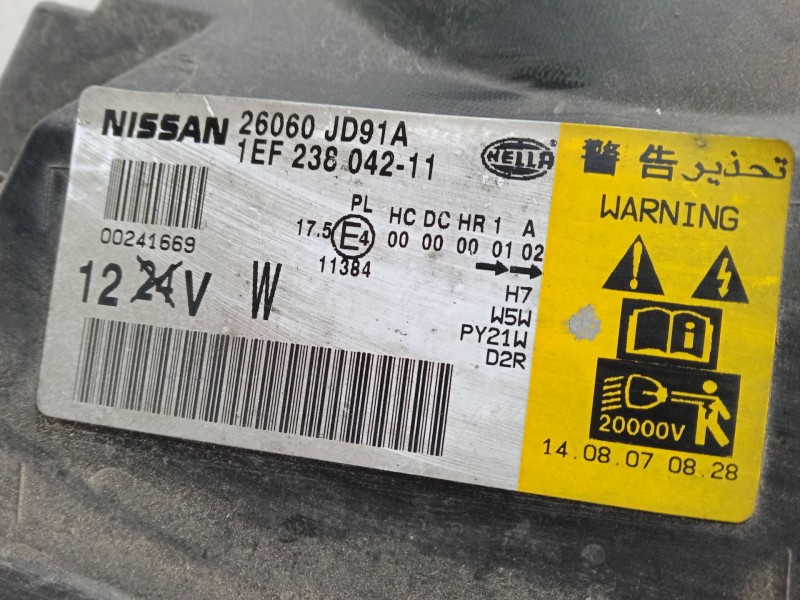 NISSAN 26060 JD91A
1EF 238 042-11
HELLA
00241669
PL HC DC HR 1 A
17.5 E4 00 00 00 01 02
11384
12 24 V W
H7
W5W
PY21W
D2R
警告 تحذير
WARNING
20000V
14.08.07 08.28